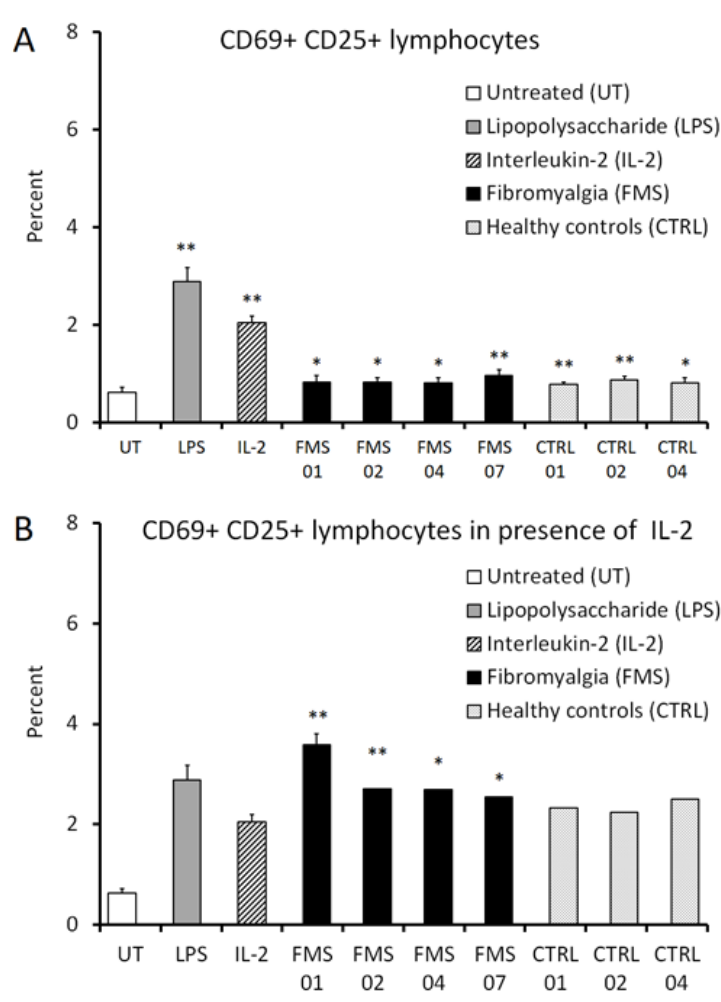 A
CD69+ CD25+ lymphocytes
8
6
4
2
0
Percent
Untreated (UT)
Lipopolysaccharide (LPS)
Interleukin-2 (IL-2)
Fibromyalgia (FMS)
Healthy controls (CTRL)
** ** * * * ** ** ** *
UT LPS IL-2 FMS FMS FMS FMS CTRL CTRL CTRL
01 02 04 07 01 02 04
B
CD69+ CD25+ lymphocytes in presence of IL-2
8
6
4
2
0
Percent
Untreated (UT)
Lipopolysaccharide (LPS)
Interleukin-2 (IL-2)
Fibromyalgia (FMS)
Healthy controls (CTRL)
** ** * *
UT LPS IL-2 FMS FMS FMS FMS CTRL CTRL CTRL
01 02 04 07 01 02 04